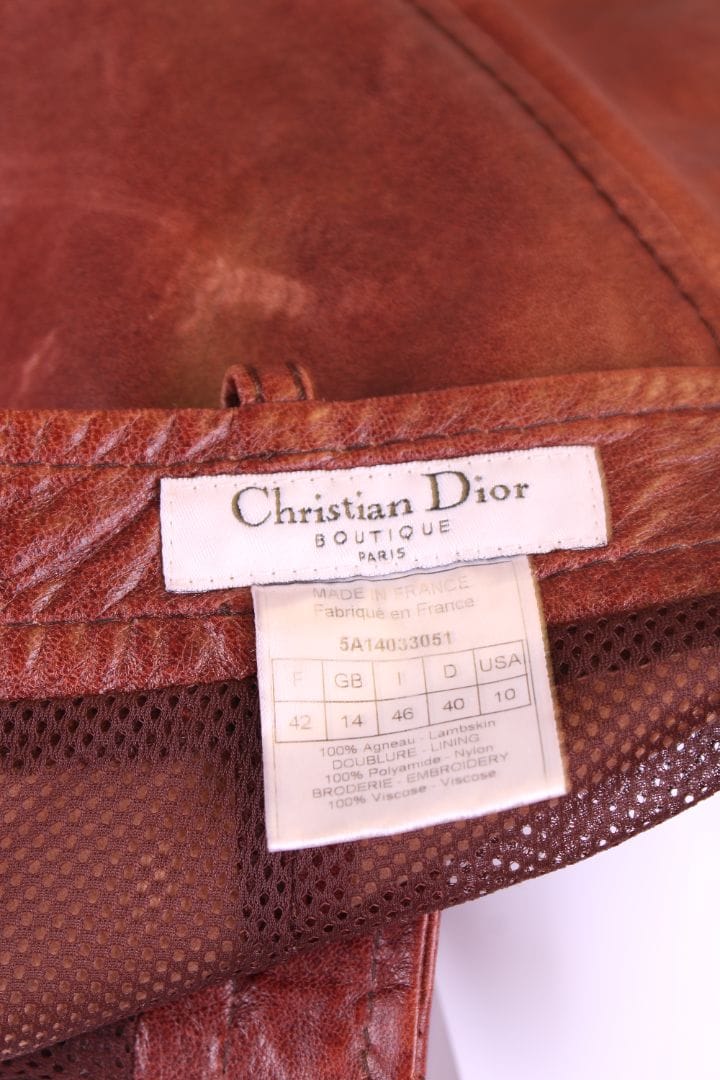 Christian Dior
BOUTIQUE
PARIS
MADE IN FRANCE
Fabriqué en France
5A14033051
F GB I D USA
42 14 46 40 10
100% Agneau - Lambskin
DOUBLURE - LINING
100% Polyamide - Nylon
BRODERIE - EMBROIDERY
100% Viscose - Viscose